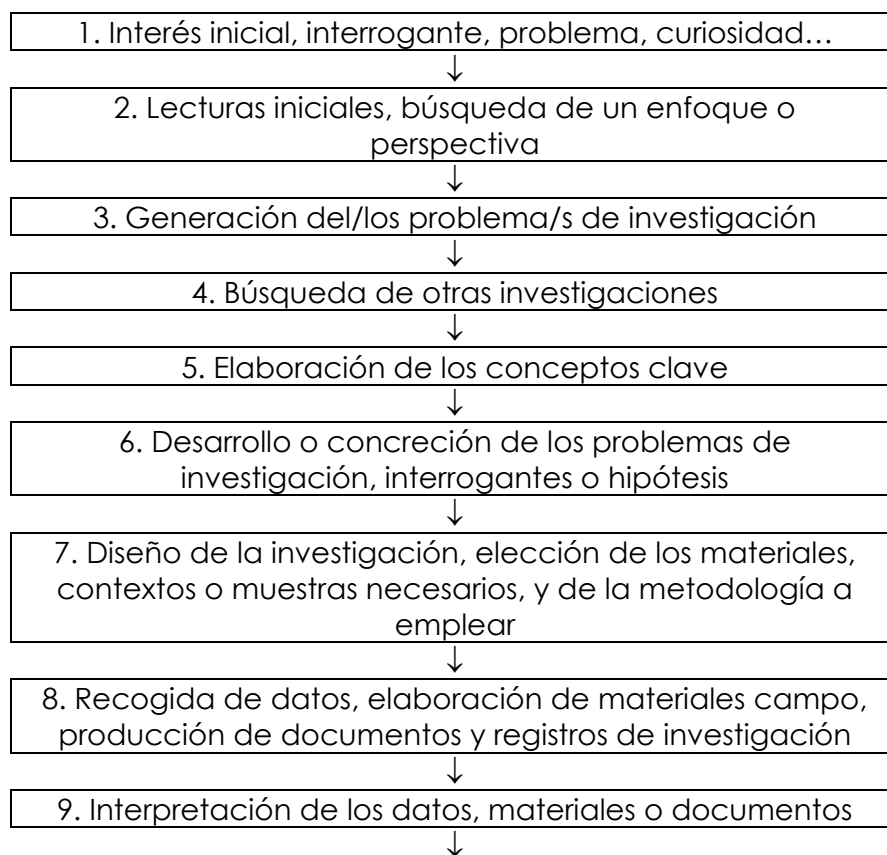 1. Interés inicial, interrogante, problema, curiosidad…
↓
2. Lecturas iniciales, búsqueda de un enfoque o
perspectiva
↓
3. Generación del/los problema/s de investigación
↓
4. Búsqueda de otras investigaciones
↓
5. Elaboración de los conceptos clave
↓
6. Desarrollo o concreción de los problemas de
investigación, interrogantes o hipótesis
↓
7. Diseño de la investigación, elección de los materiales,
contextos o muestras necesarios, y de la metodología a
emplear
↓
8. Recogida de datos, elaboración de materiales campo,
producción de documentos y registros de investigación
↓
9. Interpretación de los datos, materiales o documentos
↓